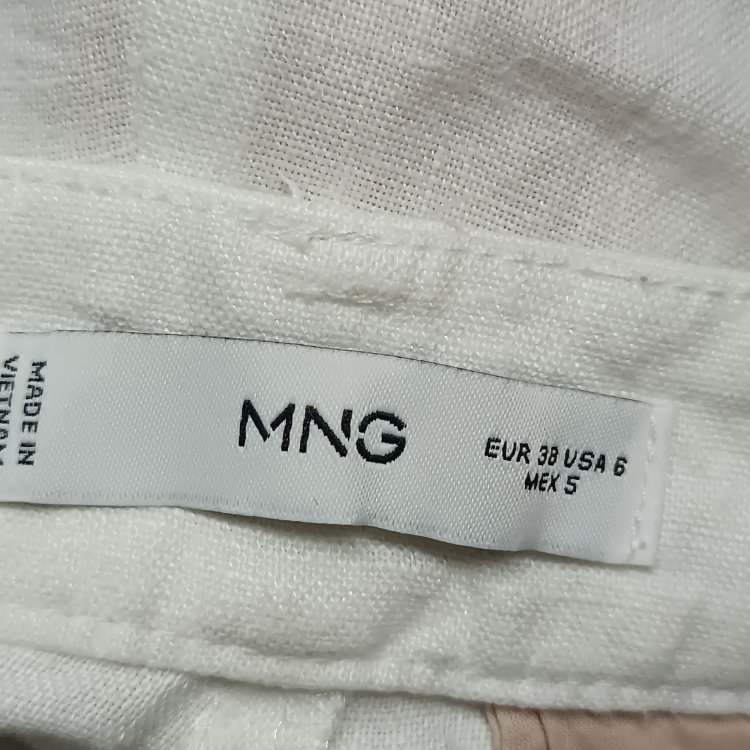 MADE IN
VIETNAM
MNG
EUR 38 USA 6
MEX 5